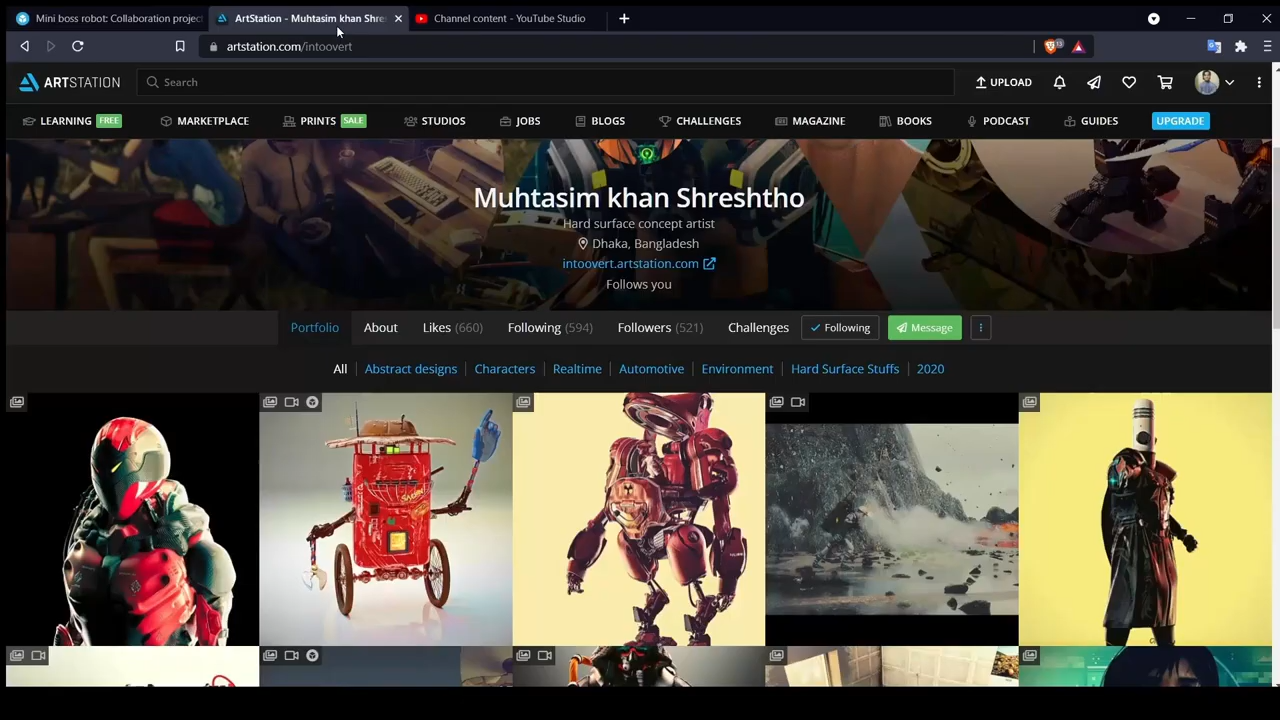 Mini boss robot: Collaboration projec
ArtStation - Muhtasim khan Shre
Channel content - YouTube Studio
artstation.com/intoovert
13
ARTSTATION
Search
UPLOAD
LEARNING FREE
MARKETPLACE
PRINTS SALE
STUDIOS
JOBS
BLOGS
CHALLENGES
MAGAZINE
BOOKS
PODCAST
GUIDES
UPGRADE
Muhtasim khan Shreshtho
Hard surface concept artist
Dhaka, Bangladesh
intoovert.artstation.com
Follows you
Portfolio
About
Likes (660)
Following (594)
Followers (521)
Challenges
Following
Message
All
Abstract designs
Characters
Realtime
Automotive
Environment
Hard Surface Stuffs
2020